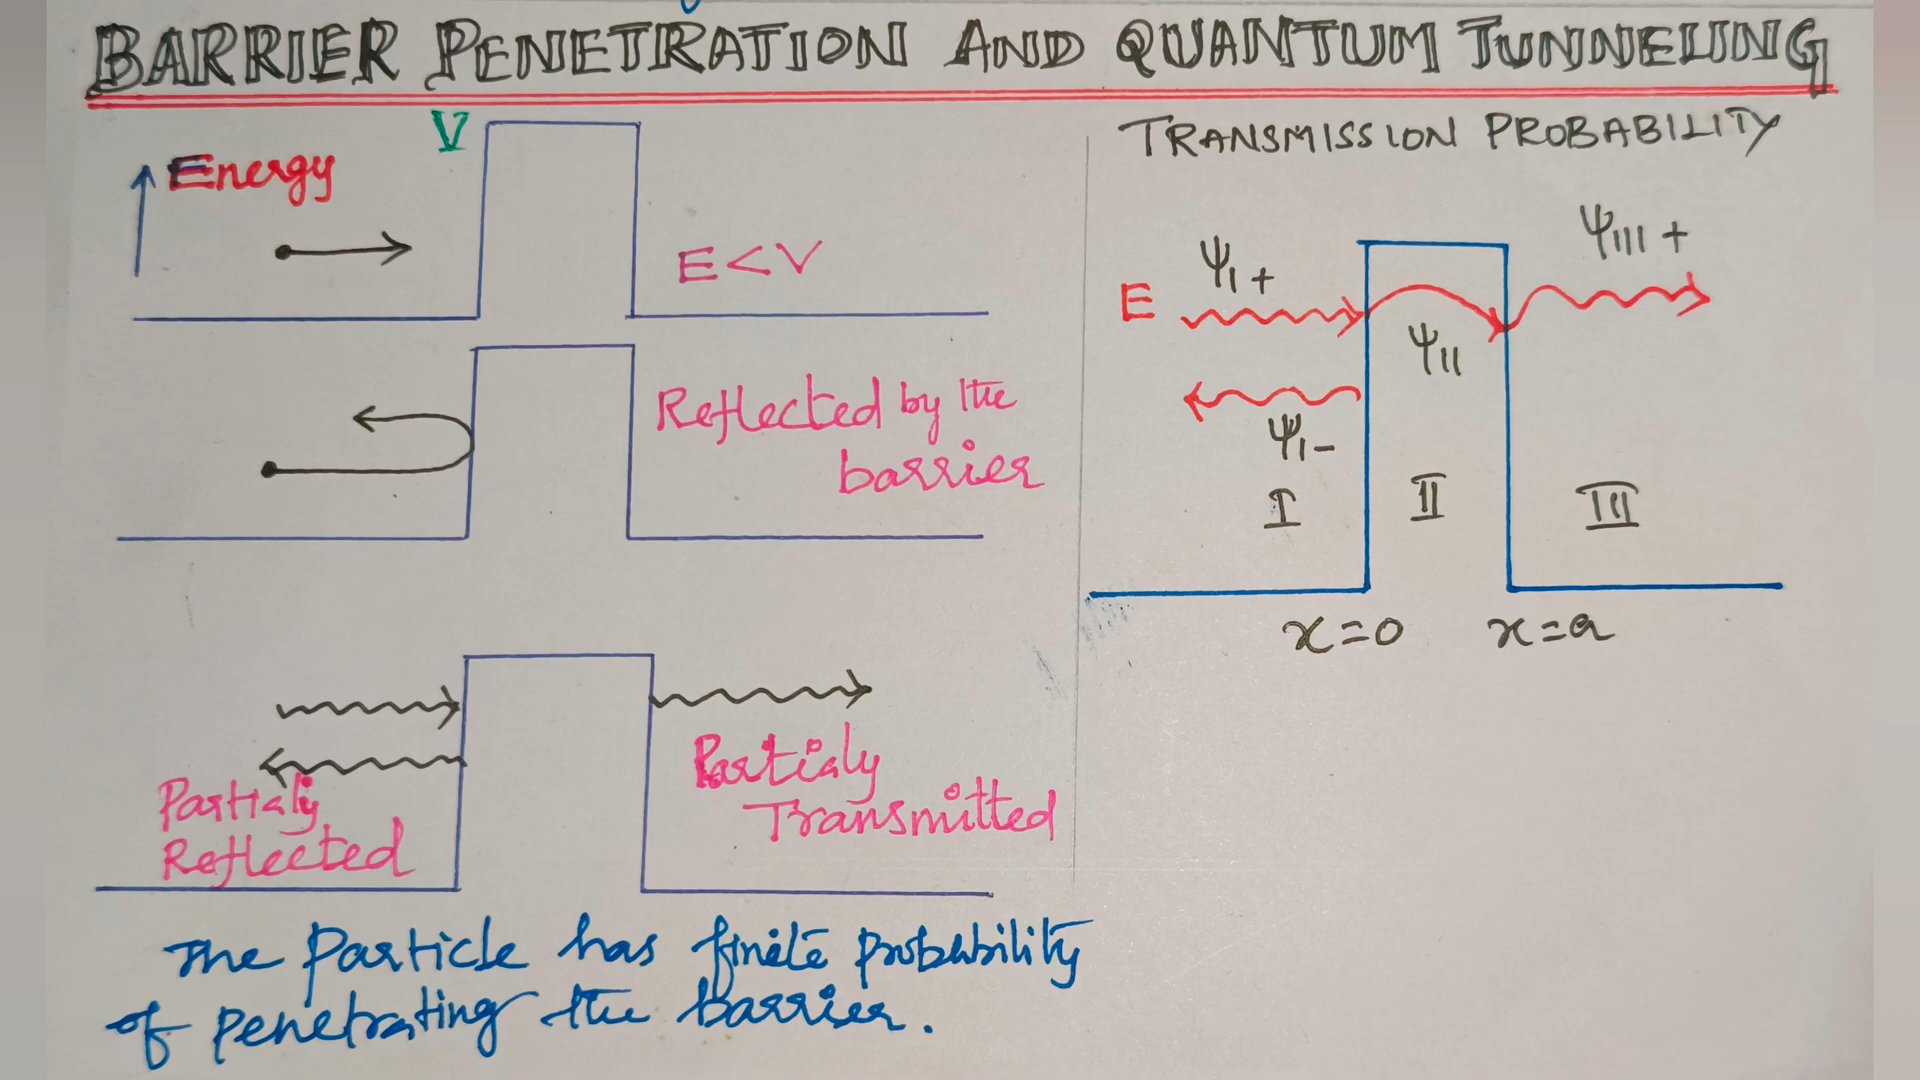 BARRIER PENETRATION AND QUANTUM TUNNELING
V
Energy
E<V
Reflected by the
barrier
Partialy
Reflected
Partialy
Transmitted
The Particle has finite probability
of penetrating the barrier.
TRANSMISSION PROBABILITY
ψI+
ψIII+
E
ψII
ψI-
I
II
III
x=0
x=a